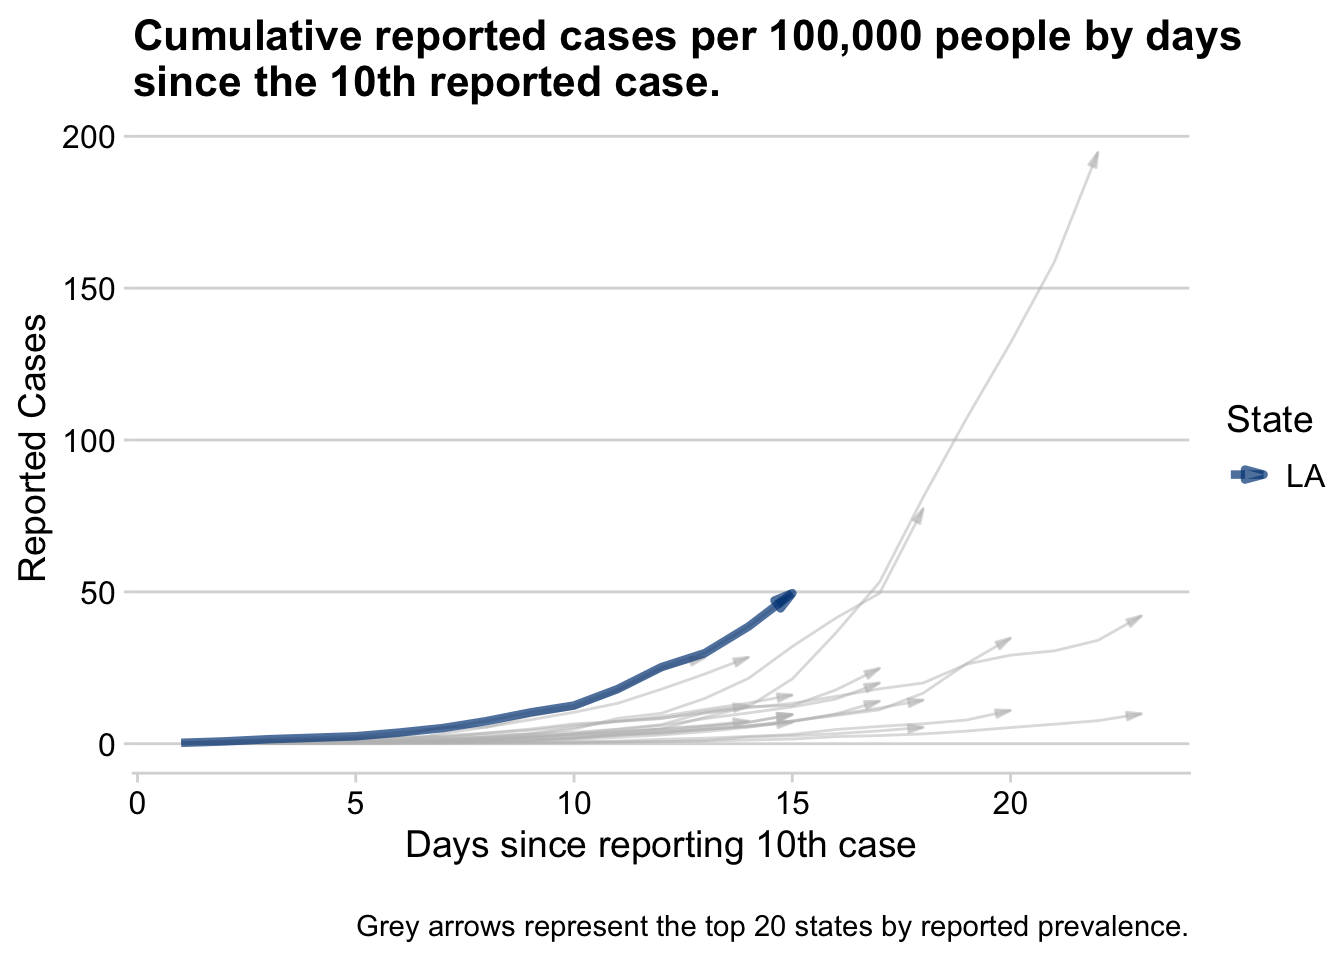 Cumulative reported cases per 100,000 people by days
since the 10th reported case.
200
150
100
50
0
Reported Cases
0 5 10 15 20
Days since reporting 10th case
State
LA
Grey arrows represent the top 20 states by reported prevalence.